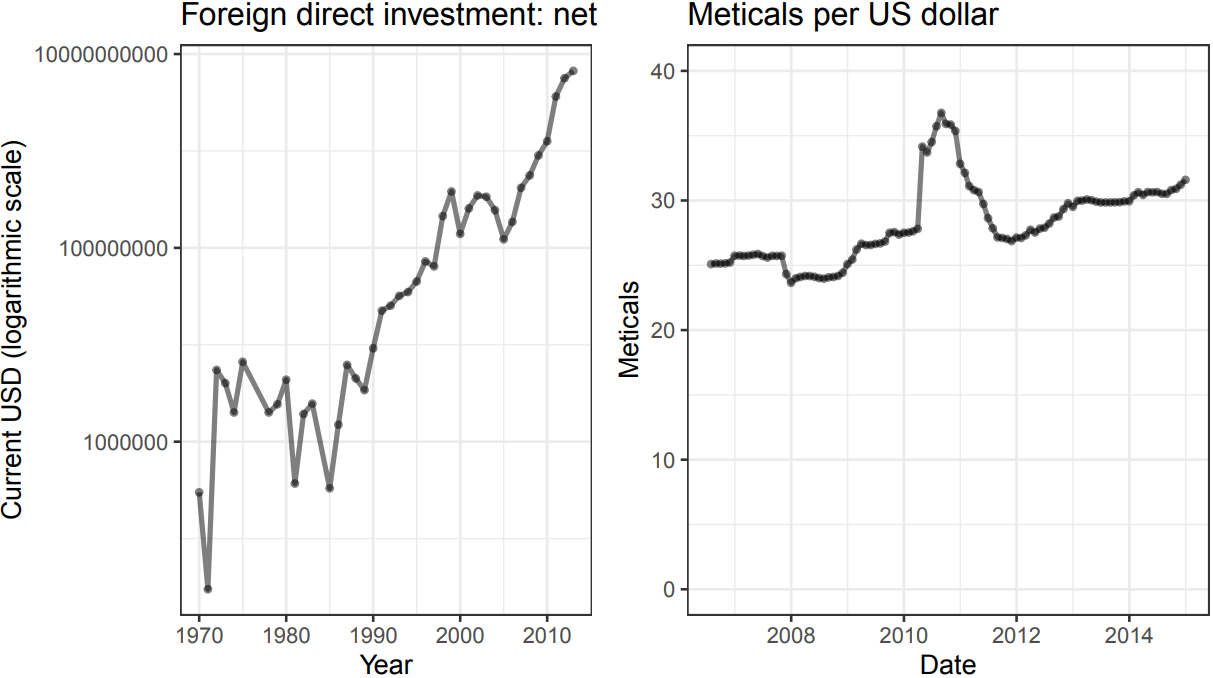 Foreign direct investment: net
Current USD (logarithmic scale)
10000000000
100000000
1000000
1970 1980 1990 2000 2010
Year
Meticals per US dollar
Meticals
40
30
20
10
0
2008 2010 2012 2014
Date